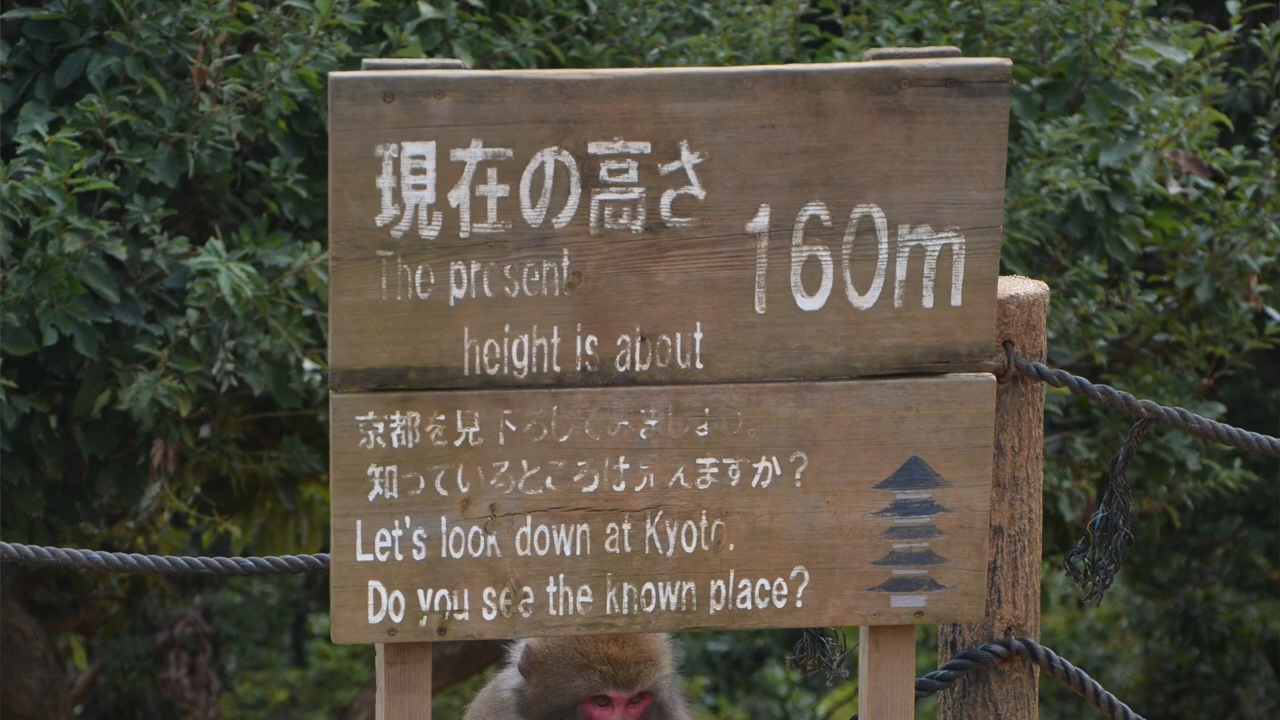 現在の高さ
160m
The present
height is about
京都を見下ろしてみましょう。
知っているところは見えますか？
Let's look down at Kyoto.
Do you see the known place?